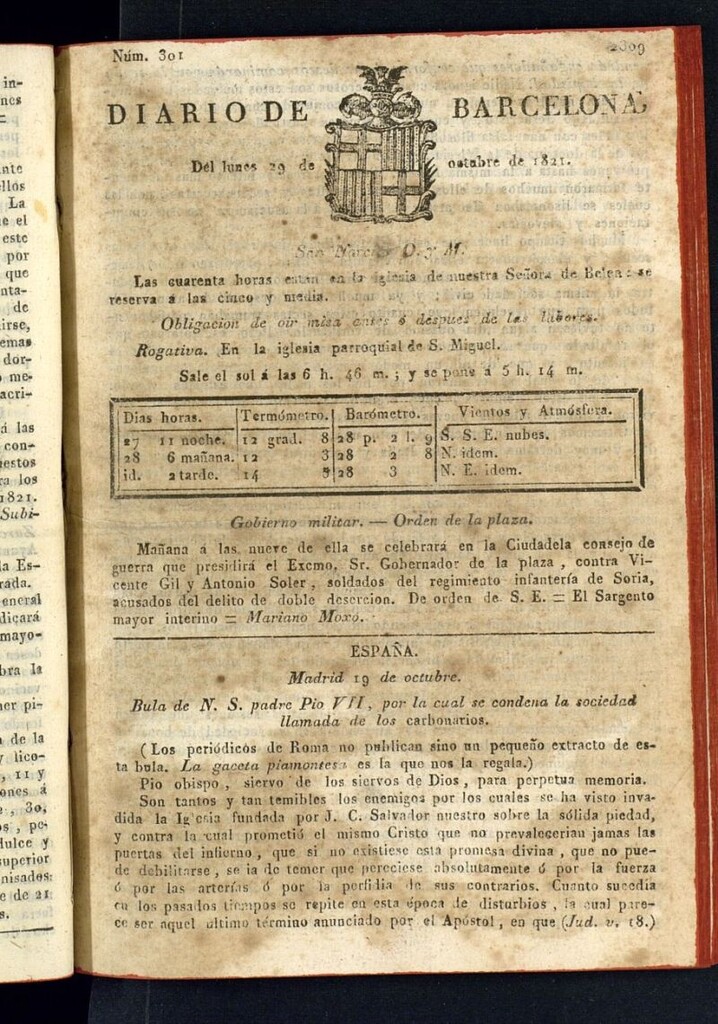 Núm. 301
2309
DIARIO DE BARCELONA,
Del lunes 29 de octubre de 1821.
San Narciso O. y M.
Las cuarenta horas estan en la iglesia de nuestra Señora de Belen: se
reserva á las cinco y media.
Obligacion de oir misa antes ó despues de las labores.
Rogativa. En la iglesia parroquial de S. Miguel.
Sale el sol á las 6 h. 46 m.; y se pone á 5 h. 14 m.
Dias horas. Termómetro. Barómetro. Vientos y Atmósfera.
27 11 noche. 12 grad. 8 28 p. 2 l. 9 S. S. E. nubes.
28 6 mañana. 12 3 28 2 8 N. idem.
id. 2 tarde. 14 28 3 N. E. idem.
Gobierno militar. — Orden de la plaza.
Mañana á las nueve de ella se celebrará en la Ciudadela consejo de
guerra que presidirá el Excmo. Sr. Gobernador de la plaza, contra Vi-
cente Gil y Antonio Soler, soldados del regimiento infantería de Soria,
acusados del delito de doble desercion. De orden de S. E. = El Sargento
mayor interino = Mariano Moxó.
ESPAÑA.
Madrid 19 de octubre.
Bula de N. S. padre Pio VII, por la cual se condena la sociedad
llamada de los carbonarios.
(Los periódicos de Roma no publican sino un pequeño extracto de es-
ta bula. La gaceta piamontesa es la que nos la regala.)
Pio obispo, siervo de los siervos de Dios, para perpetua memoria.
Son tantos y tan temibles los enemigos por los cuales se ha visto inva-
dida la Iglesia fundada por J. C. Salvador nuestro sobre la sólida piedad,
y contra la cual prometió el mismo Cristo que no prevalecerian jamas las
puertas del infierno, que si no existiese esta promesa divina, que no pue-
de debilitarse, seria de temer que pereciese absolutamente ó por la fuerza
ó por las arterías ó por la perfidia de sus contrarios. Cuanto sucedia
en los pasados tiempos se repite en esta época de disturbios, la cual pare-
ce ser aquel último término anunciado por el Apóstol, en que (Jud. v. 18.)